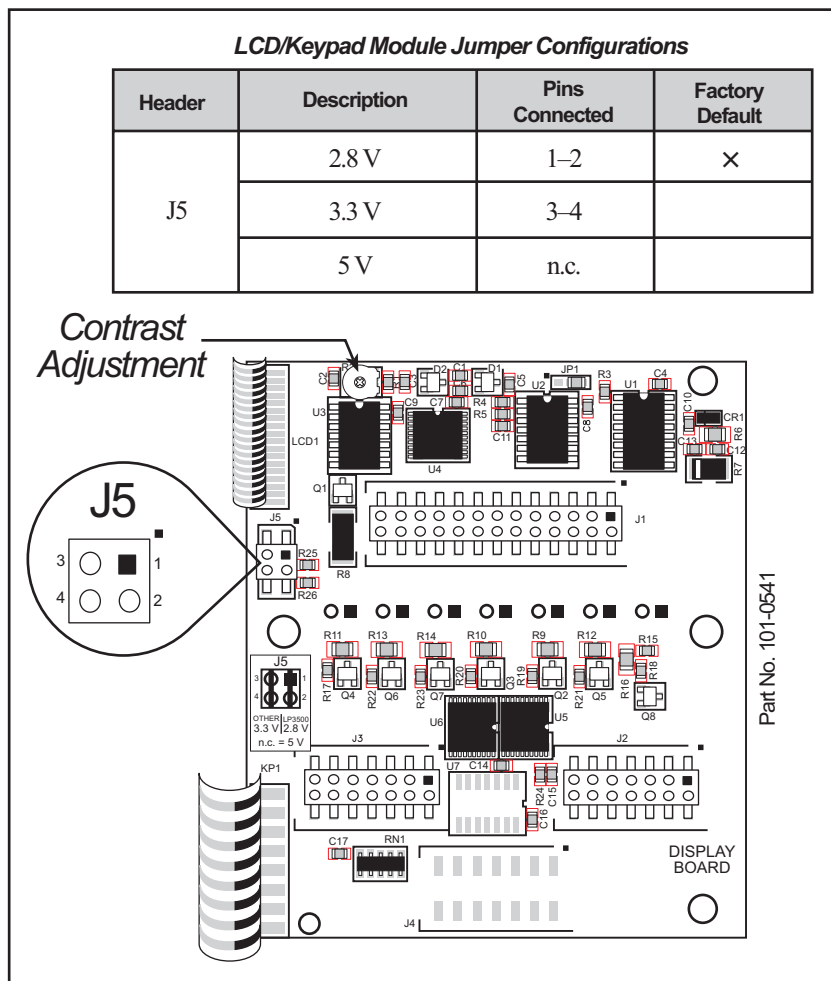 LCD/Keypad Module Jumper Configurations
Header Description Pins Connected Factory Default
J5
2.8 V 1–2 ×
3.3 V 3–4
5 V n.c.
Contrast
Adjustment
C2 C3 D2 C1 D1 C5 JP1 R3 C4
U3 C9 C7 R4 U2 U1 C10 CR1
R5 C8 R6
LCD1 C11 C13 C12
U4 R7
Q1
J5
J5 J1
3 1
4 2
R25
R26 R8
Part No. 101-0541
R11 R13 R14 R10 R9 R12 R15
R17 R22 R23 R20 R19 R21 R16 R18
Q4 Q6 Q7 Q3 Q2 Q5 Q8
J5
3 1
4 2
OTHER LP3500
3.3 V 2.8 V
n.c. = 5 V
U6 U5
J3 J2
KP1 C14 U7
R24 C15
C16
C17 RN1
DISPLAY
BOARD
J4